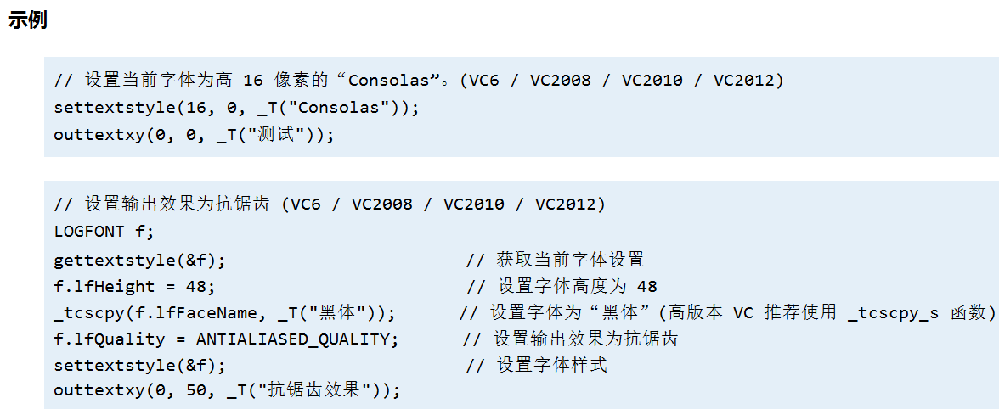 示例
// 设置当前字体为高 16 像素的“Consolas”。(VC6 / VC2008 / VC2010 / VC2012)
settextstyle(16, 0, _T("Consolas"));
outtextxy(0, 0, _T("测试"));
// 设置输出效果为抗锯齿 (VC6 / VC2008 / VC2010 / VC2012)
LOGFONT f;
gettextstyle(&f); // 获取当前字体设置
f.lfHeight = 48; // 设置字体高度为 48
_tcscpy(f.lfFaceName, _T("黑体")); // 设置字体为“黑体”(高版本 VC 推荐使用 _tcscpy_s 函数)
f.lfQuality = ANTIALIASED_QUALITY; // 设置输出效果为抗锯齿
settextstyle(&f); // 设置字体样式
outtextxy(0, 50, _T("抗锯齿效果"));